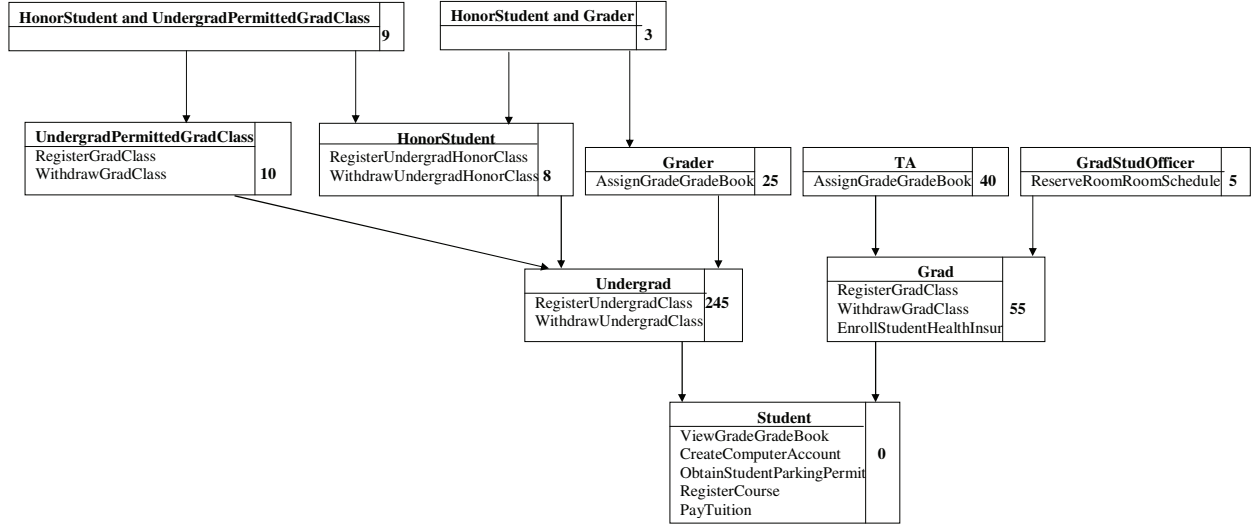 HonorStudent and UndergradPermittedGradClass
9
HonorStudent and Grader
3
UndergradPermittedGradClass
RegisterGradClass
WithdrawGradClass
10
HonorStudent
RegisterUndergradHonorClass
WithdrawUndergradHonorClass
8
Grader
AssignGradeGradeBook
25
TA
AssignGradeGradeBook
40
GradStudOfficer
ReserveRoomRoomSchedule
5
Undergrad
RegisterUndergradClass
WithdrawUndergradClass
245
Grad
RegisterGradClass
WithdrawGradClass
EnrollStudentHealthInsur
55
Student
ViewGradeGradeBook
CreateComputerAccount
ObtainStudentParkingPermit
RegisterCourse
PayTuition
0